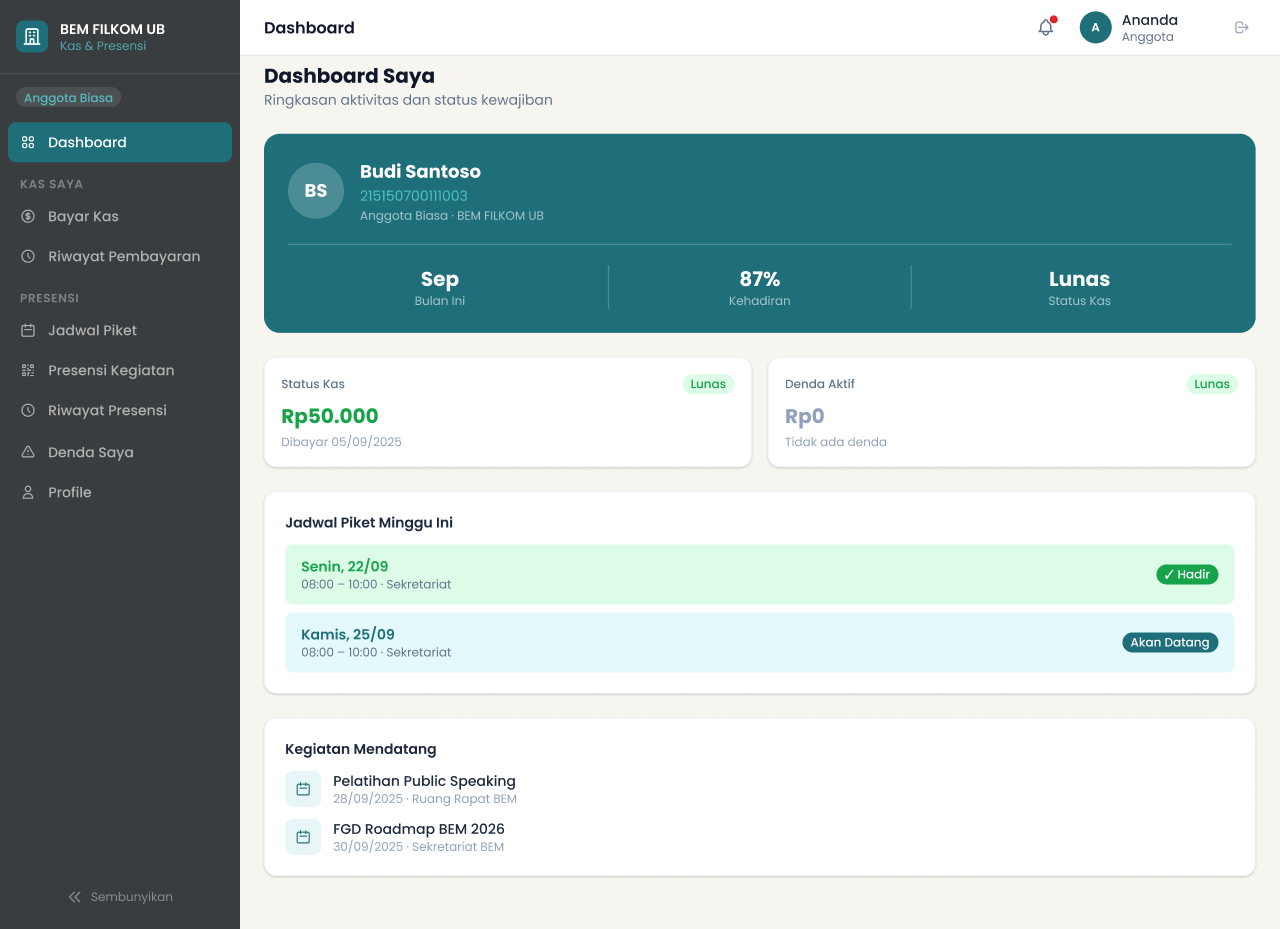 BEM FILKOM UB
Kas & Presensi
Anggota Biasa
Dashboard
KAS SAYA
Bayar Kas
Riwayat Pembayaran
PRESENSI
Jadwal Piket
Presensi Kegiatan
Riwayat Presensi
Denda Saya
Profile
Sembunyikan
Dashboard
A
Ananda
Anggota
Dashboard Saya
Ringkasan aktivitas dan status kewajiban
BS
Budi Santoso
215150700111003
Anggota Biasa · BEM FILKOM UB
Sep
Bulan Ini
87%
Kehadiran
Lunas
Status Kas
Status Kas
Lunas
Rp50.000
Dibayar 05/09/2025
Denda Aktif
Lunas
Rp0
Tidak ada denda
Jadwal Piket Minggu Ini
Senin, 22/09
08:00 – 10:00 · Sekretariat
✓ Hadir
Kamis, 25/09
08:00 – 10:00 · Sekretariat
Akan Datang
Kegiatan Mendatang
Pelatihan Public Speaking
28/09/2025 · Ruang Rapat BEM
FGD Roadmap BEM 2026
30/09/2025 · Sekretariat BEM